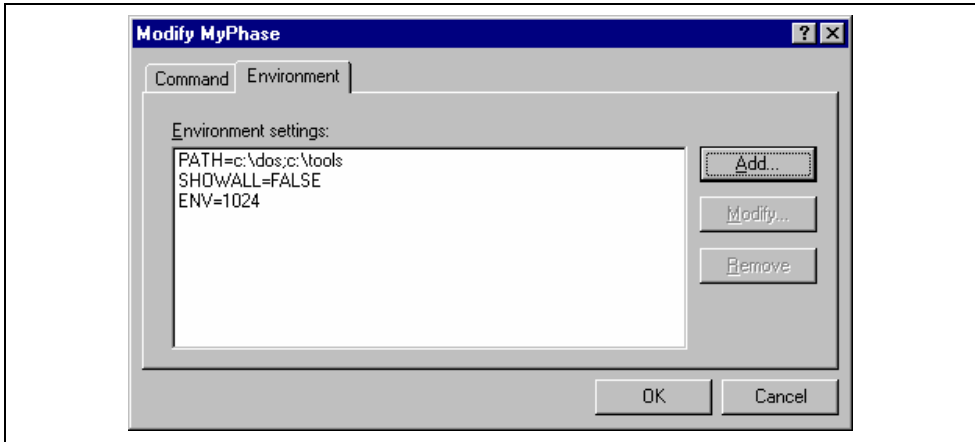 Modify MyPhase
Command Environment
Environment settings:
PATH=c:\dos;c:\tools
SHOWALL=FALSE
ENV=1024
Add...
Modify...
Remove
OK Cancel